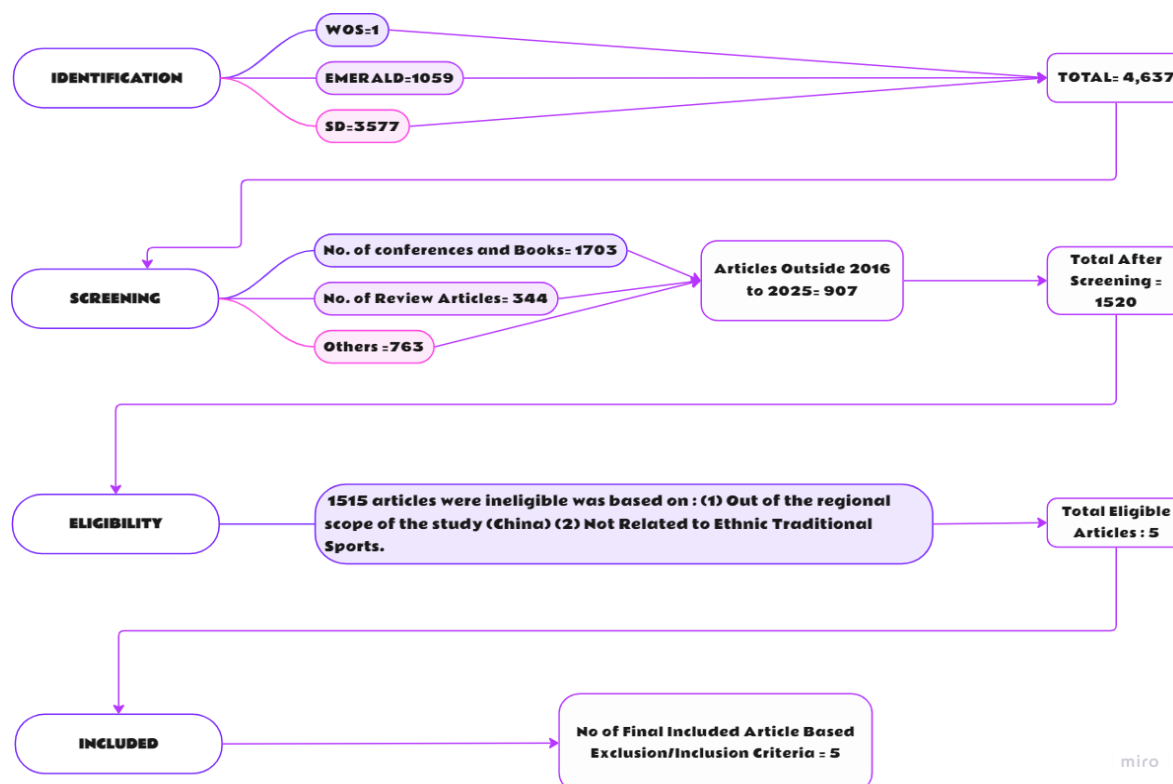 WOS=1
IDENTIFICATION
EMERALD=1059
TOTAL= 4,637
SD=3577
No. of conferences and Books= 1703
SCREENING
No. of Review Articles= 344
Others =763
Articles Outside 2016
to 2025= 907
Total After
Screening =
1520
ELIGIBILITY
1515 articles were ineligible was based on : (1) Out of the regional
scope of the study (China) (2) Not Related to Ethnic Traditional
Sports.
Total Eligible
Articles : 5
INCLUDED
No of Final Included Article Based
Exclusion/Inclusion Criteria = 5
miro